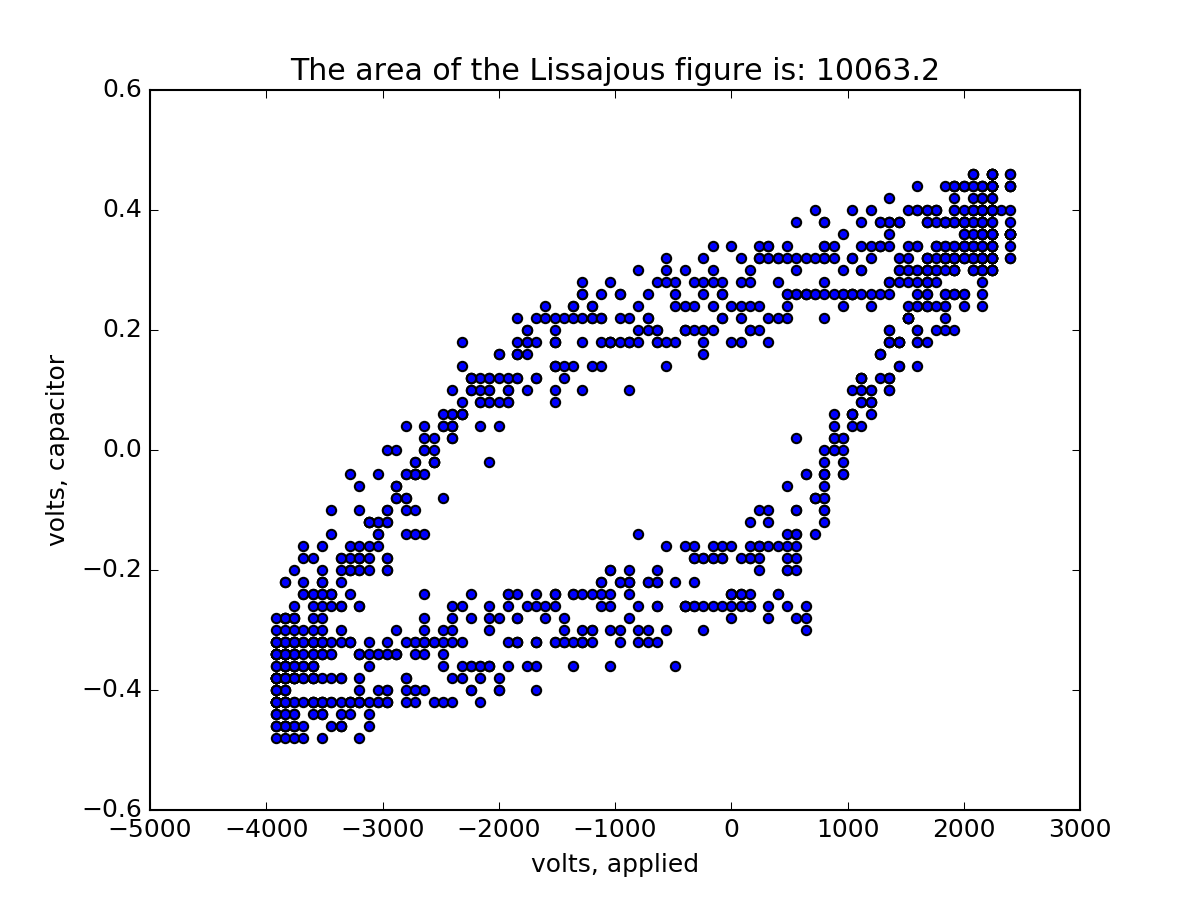 The area of the Lissajous figure is: 10063.2
0.6
0.4
0.2
0.0
−0.2
−0.4
−0.6
volts, capacitor
−5000 −4000 −3000 −2000 −1000 0 1000 2000 3000
volts, applied